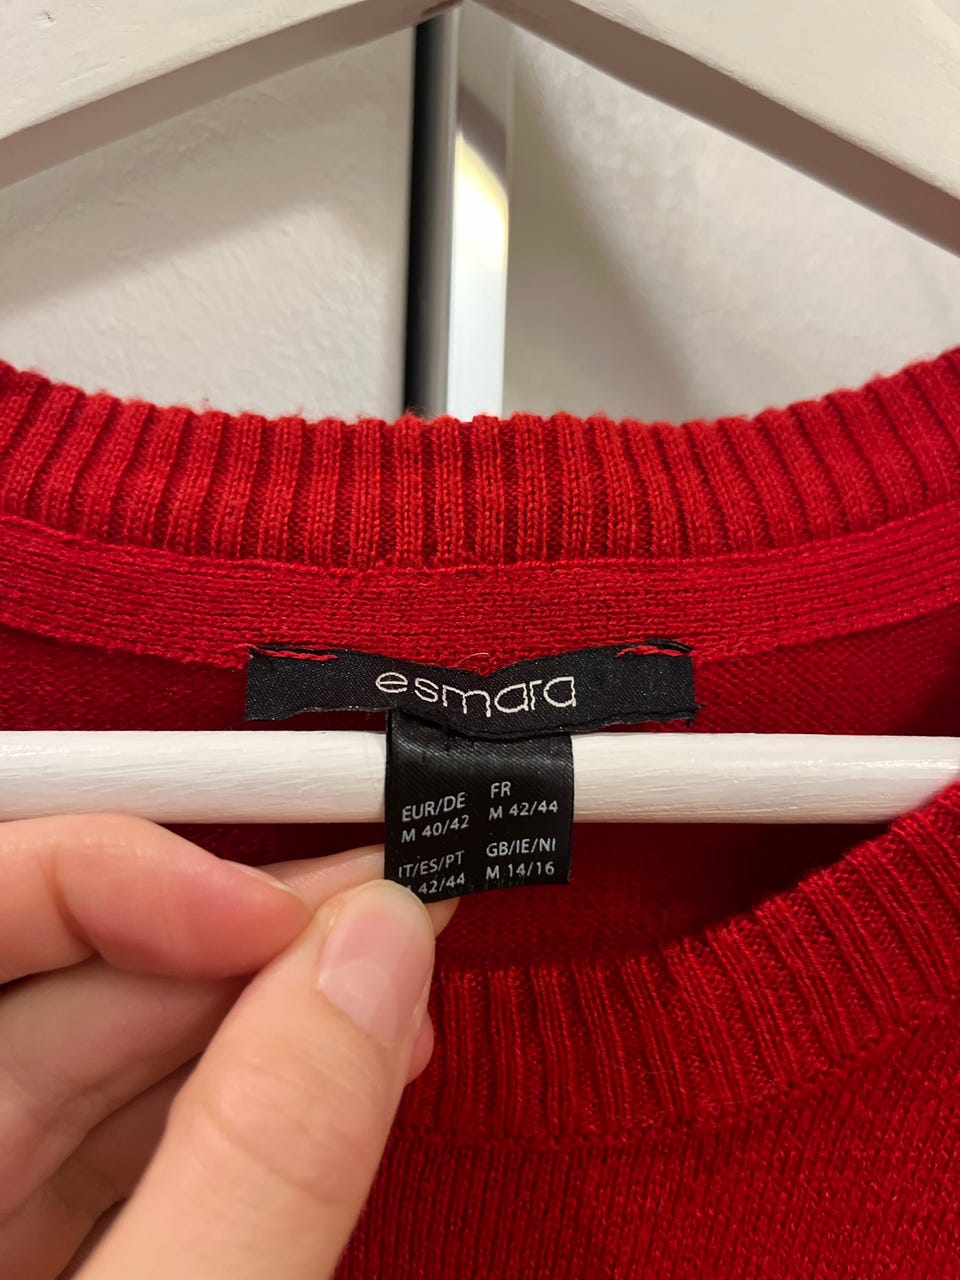 esmara
EUR/DE
M 40/42
FR
M 42/44
IT/ES/PT
M 42/44
GB/IE/NI
M 14/16